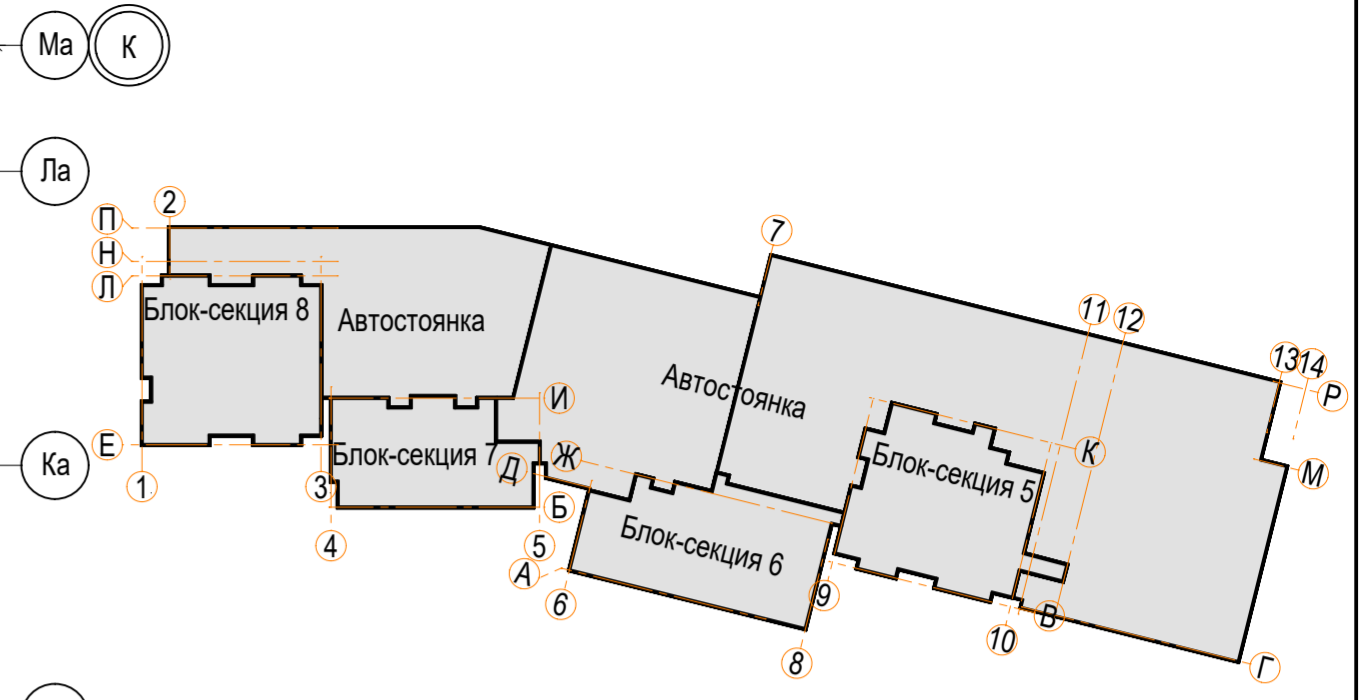 Ма
К
Ла
2
П
7
Н
Л
Блок-секция 8
11
12
Автостоянка
13
14
Автостоянка
Р
И
Е
Блок-секция 7
Д
Ж
К
Блок-секция 5
Ка
М
1
3
Б
Блок-секция 6
4
5
А
6
9
В
10
8
Г